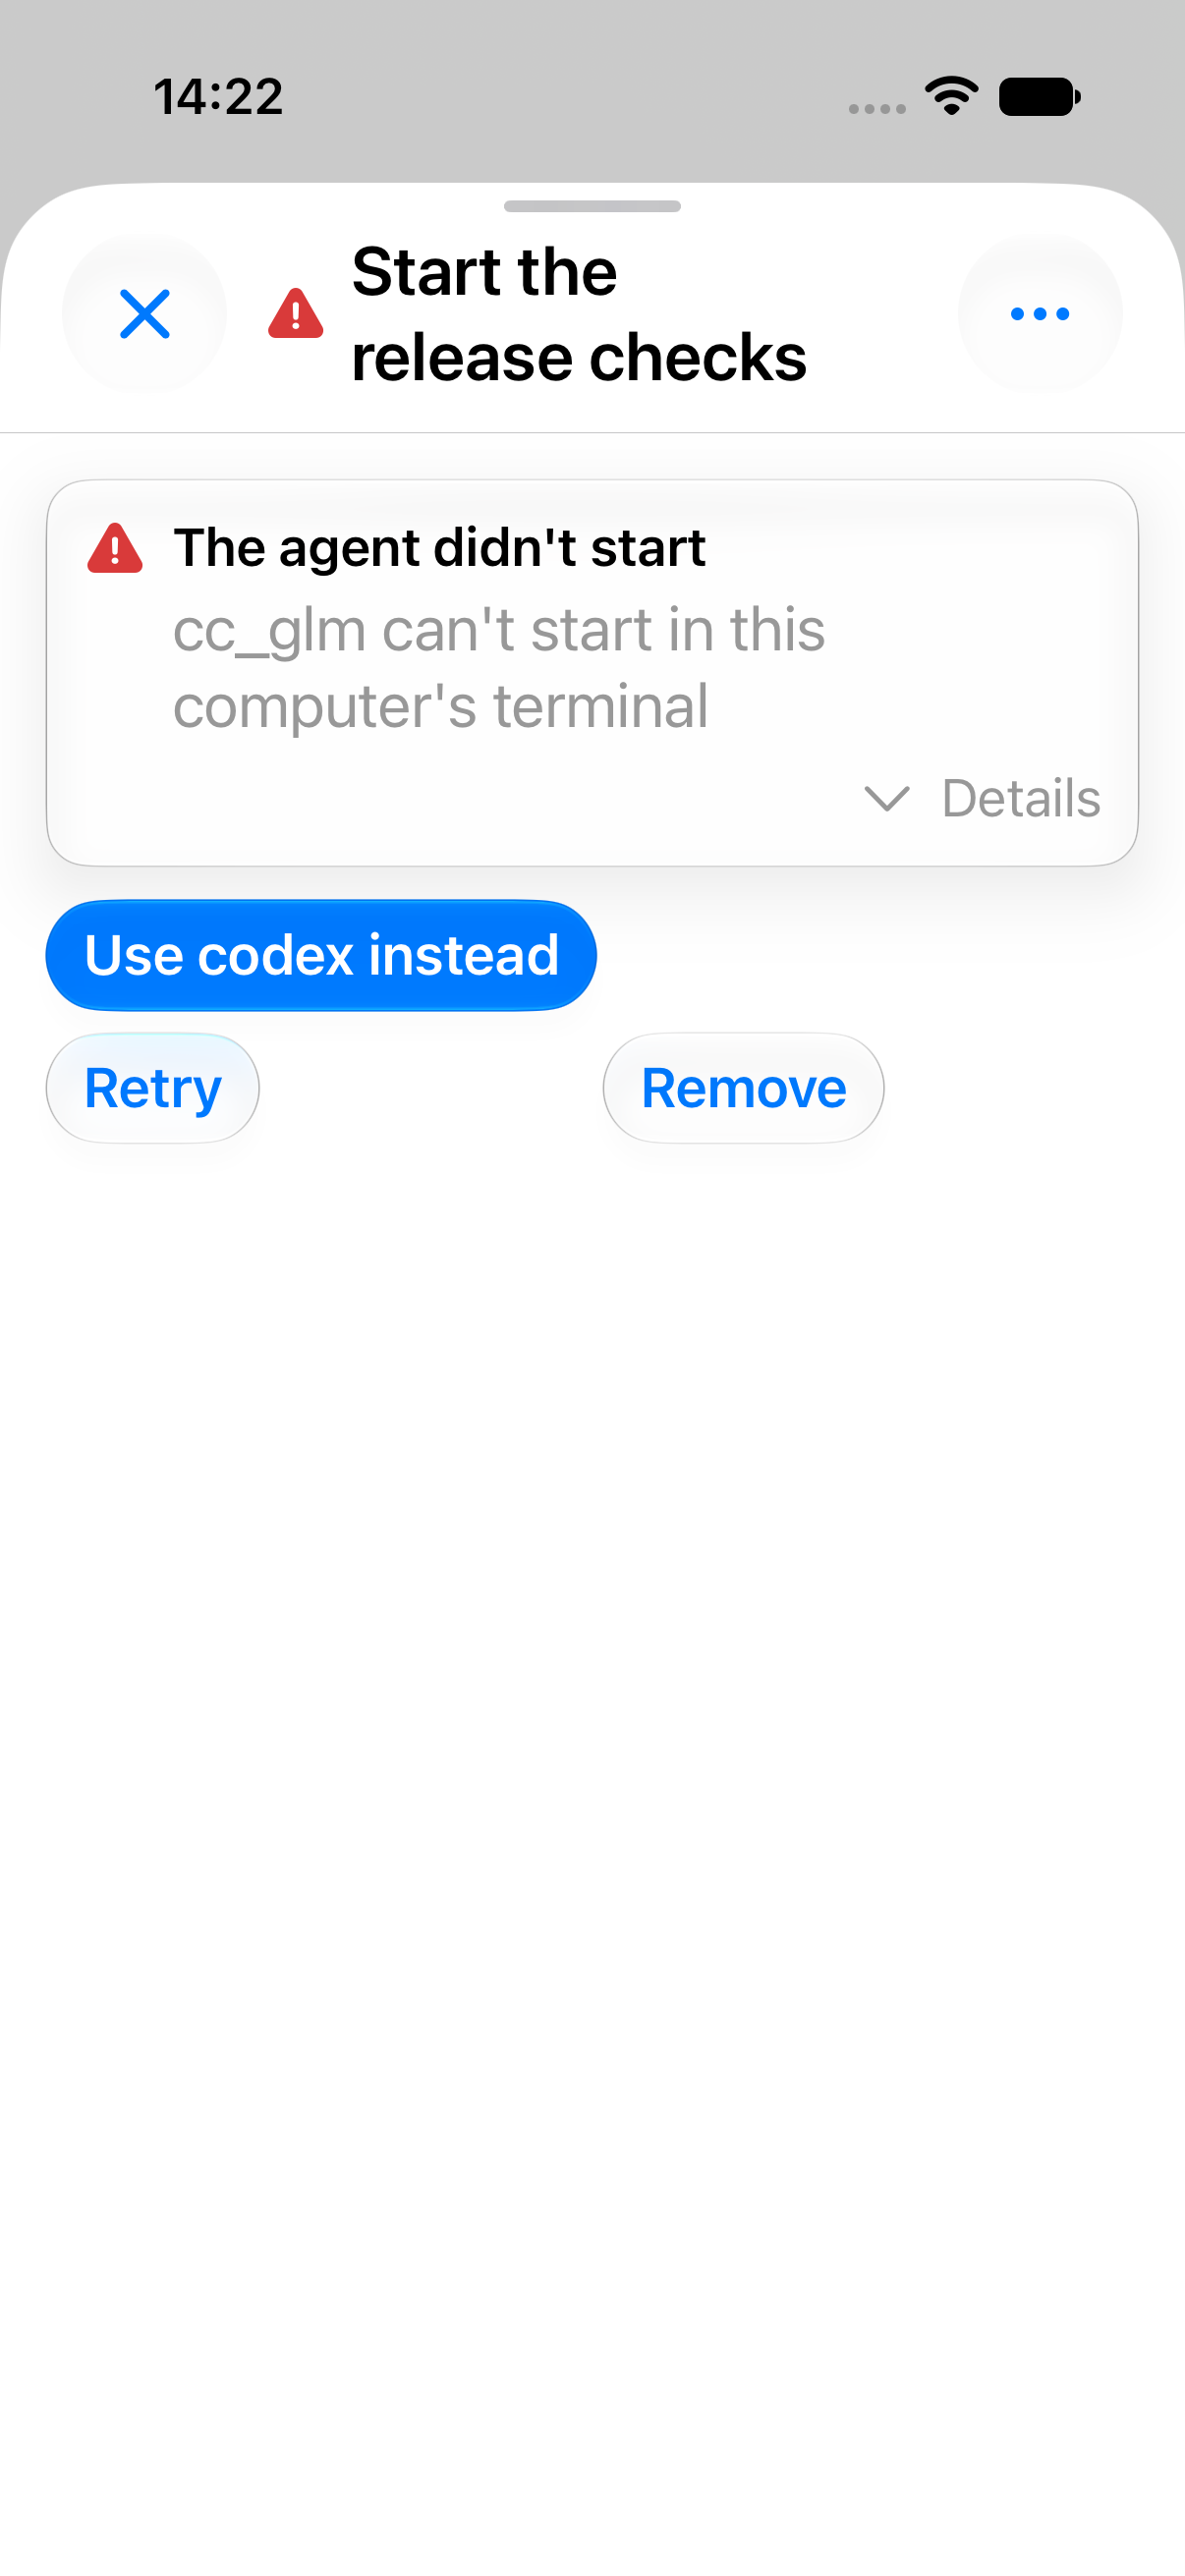 14:22
Start the
release checks
The agent didn't start
cc_glm can't start in this
computer's terminal
Details
Use codex instead
Retry
Remove